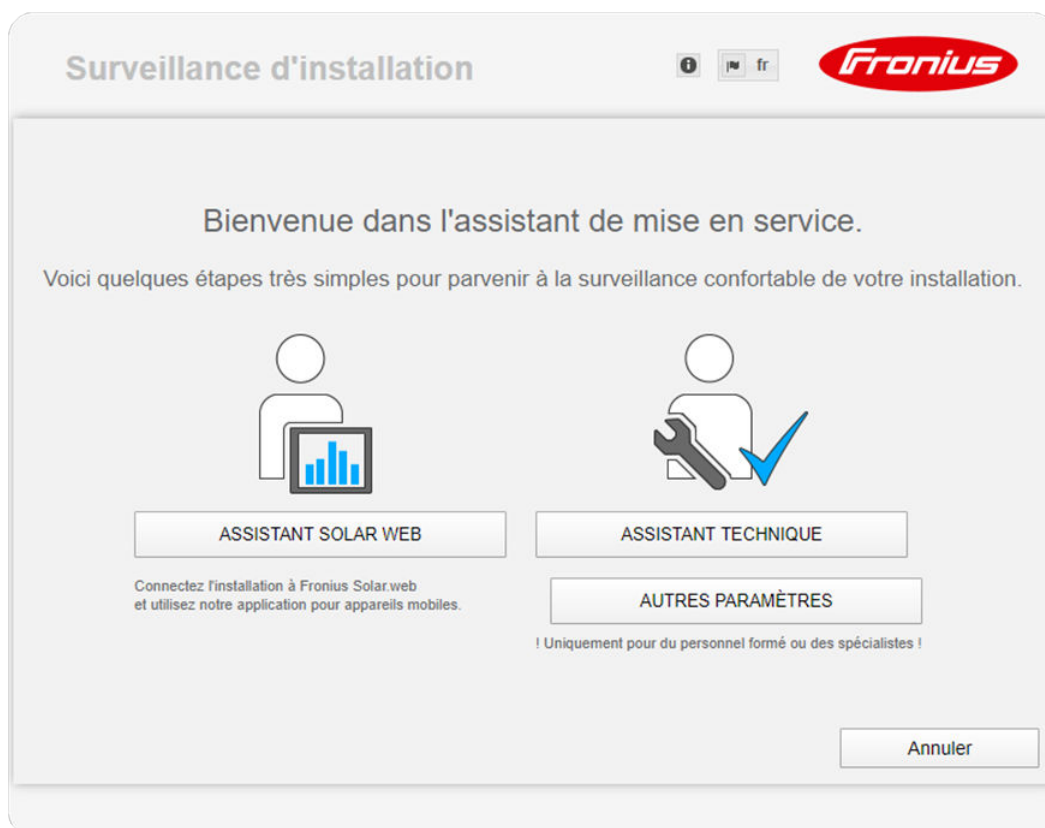 Surveillance d'installation
fr
Fronius
Bienvenue dans l'assistant de mise en service.
Voici quelques étapes très simples pour parvenir à la surveillance confortable de votre installation.
ASSISTANT SOLAR WEB
ASSISTANT TECHNIQUE
Connectez l'installation à Fronius Solar.web
et utilisez notre application pour appareils mobiles.
AUTRES PARAMÈTRES
! Uniquement pour du personnel formé ou des spécialistes !
Annuler